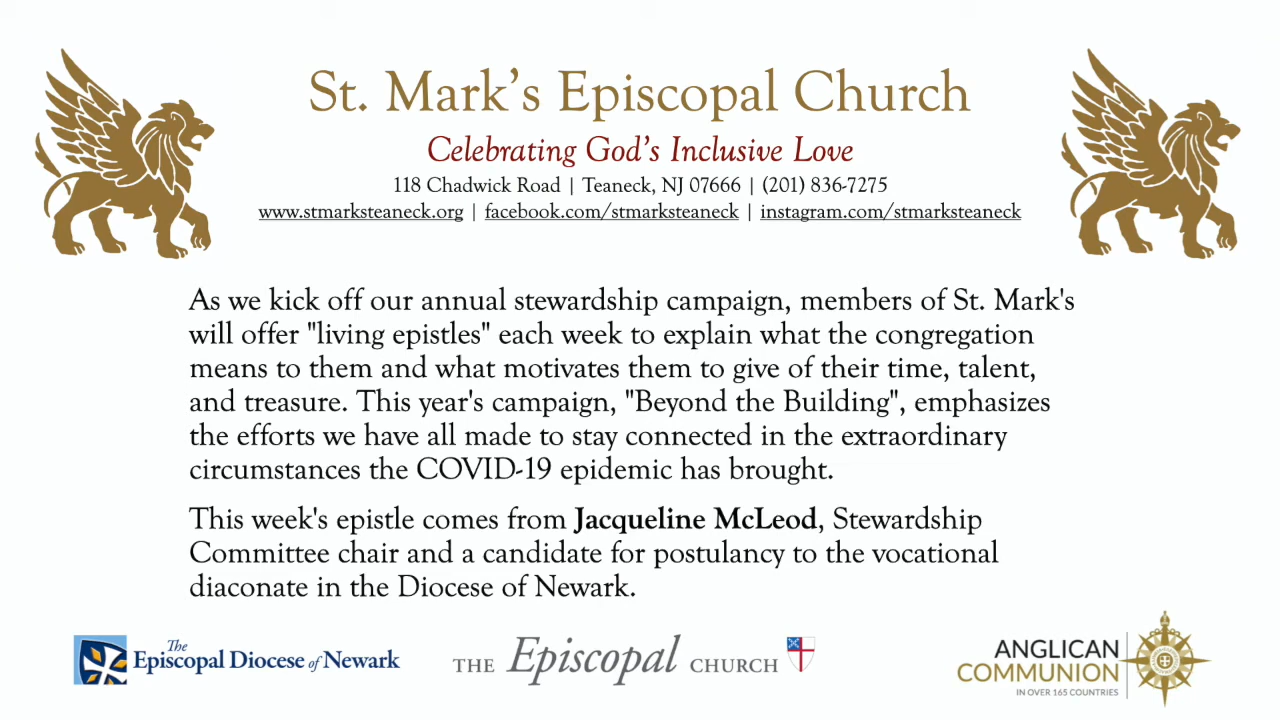 St. Mark's Episcopal Church
Celebrating God's Inclusive Love
118 Chadwick Road | Teaneck, NJ 07666 | (201) 836-7275
www.stmarksteaneck.org | facebook.com/stmarksteaneck | instagram.com/stmarksteaneck
As we kick off our annual stewardship campaign, members of St. Mark's
will offer "living epistles" each week to explain what the congregation
means to them and what motivates them to give of their time, talent,
and treasure. This year's campaign, "Beyond the Building", emphasizes
the efforts we have all made to stay connected in the extraordinary
circumstances the COVID-19 epidemic has brought.
This week's epistle comes from Jacqueline McLeod, Stewardship
Committee chair and a candidate for postulancy to the vocational
diaconate in the Diocese of Newark.
The
Episcopal Diocese of Newark
THE Episcopal CHURCH
ANGLICAN
COMMUNION
IN OVER 165 COUNTRIES